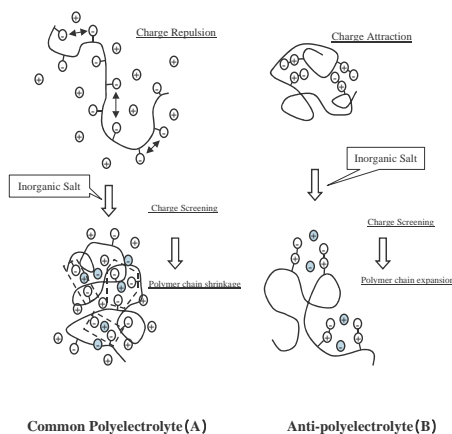 Charge Repulsion
Charge Attraction
Inorganic Salt
Inorganic Salt
Charge Screening
Charge Screening
Polymer chain shrinkage
Polymer chain expansion
Common Polyelectrolyte(A)
Anti-polyelectrolyte(B)